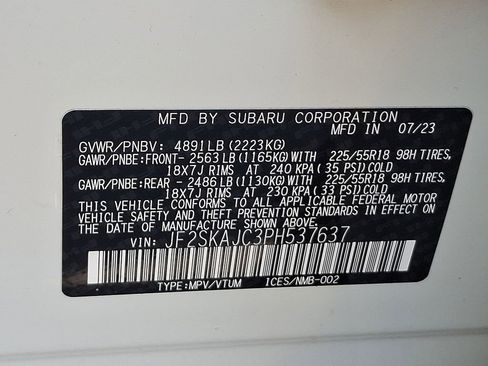 MFD BY SUBARU CORPORATION
MFD IN 07/23
GVWR/PNBV: 4891LB(2223KG)
GAWR/PNBE:FRONT- 2563LB(1165KG)WITH 225/55R18 98H TIRES,
18X7J RIMS AT 240 KPA(35 PSI)COLD
GAWR/PNBE:REAR - 2486LB(1130KG)WITH 225/55R18 98H TIRES,
18X7J RIMS AT 230 KPA(33 PSI)COLD
THIS VEHICLE CONFORMS TO ALL APPLICABLE FEDERAL MOTOR
VEHICLE SAFETY AND THEFT PREVENTION STANDARDS IN EFFECT ON
THE DATE OF MANUFACTURE SHOWN ABOVE.
VIN: JF2SKAJC3PH537637
TYPE:MPV/VTUM ICES/NMB-002